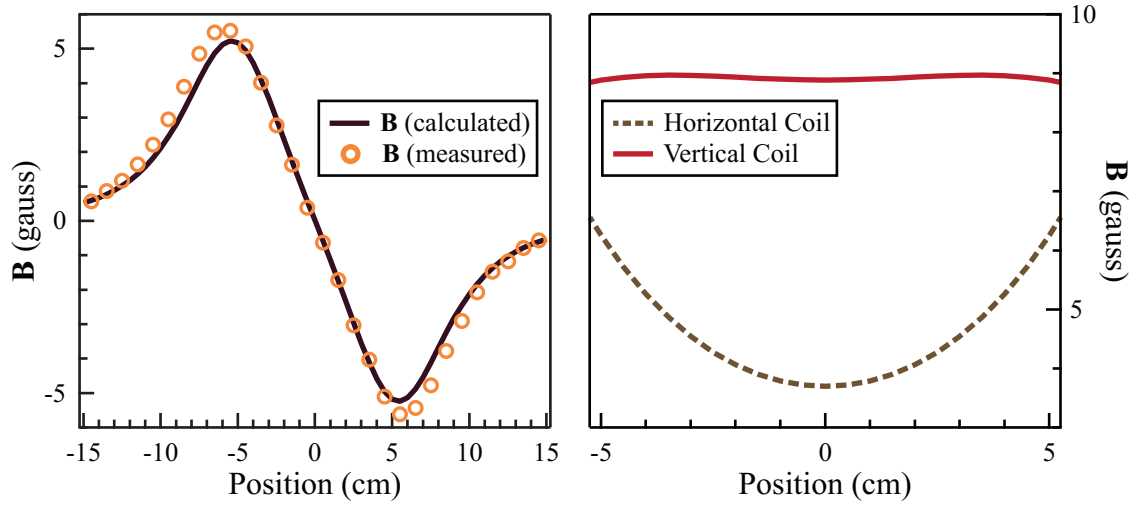 5
0
-5
B (gauss)
B (calculated)
B (measured)
-15 -10 -5 0 5 10 15
Position (cm)
10
5
B (gauss)
Horizontal Coil
Vertical Coil
-5 0 5
Position (cm)